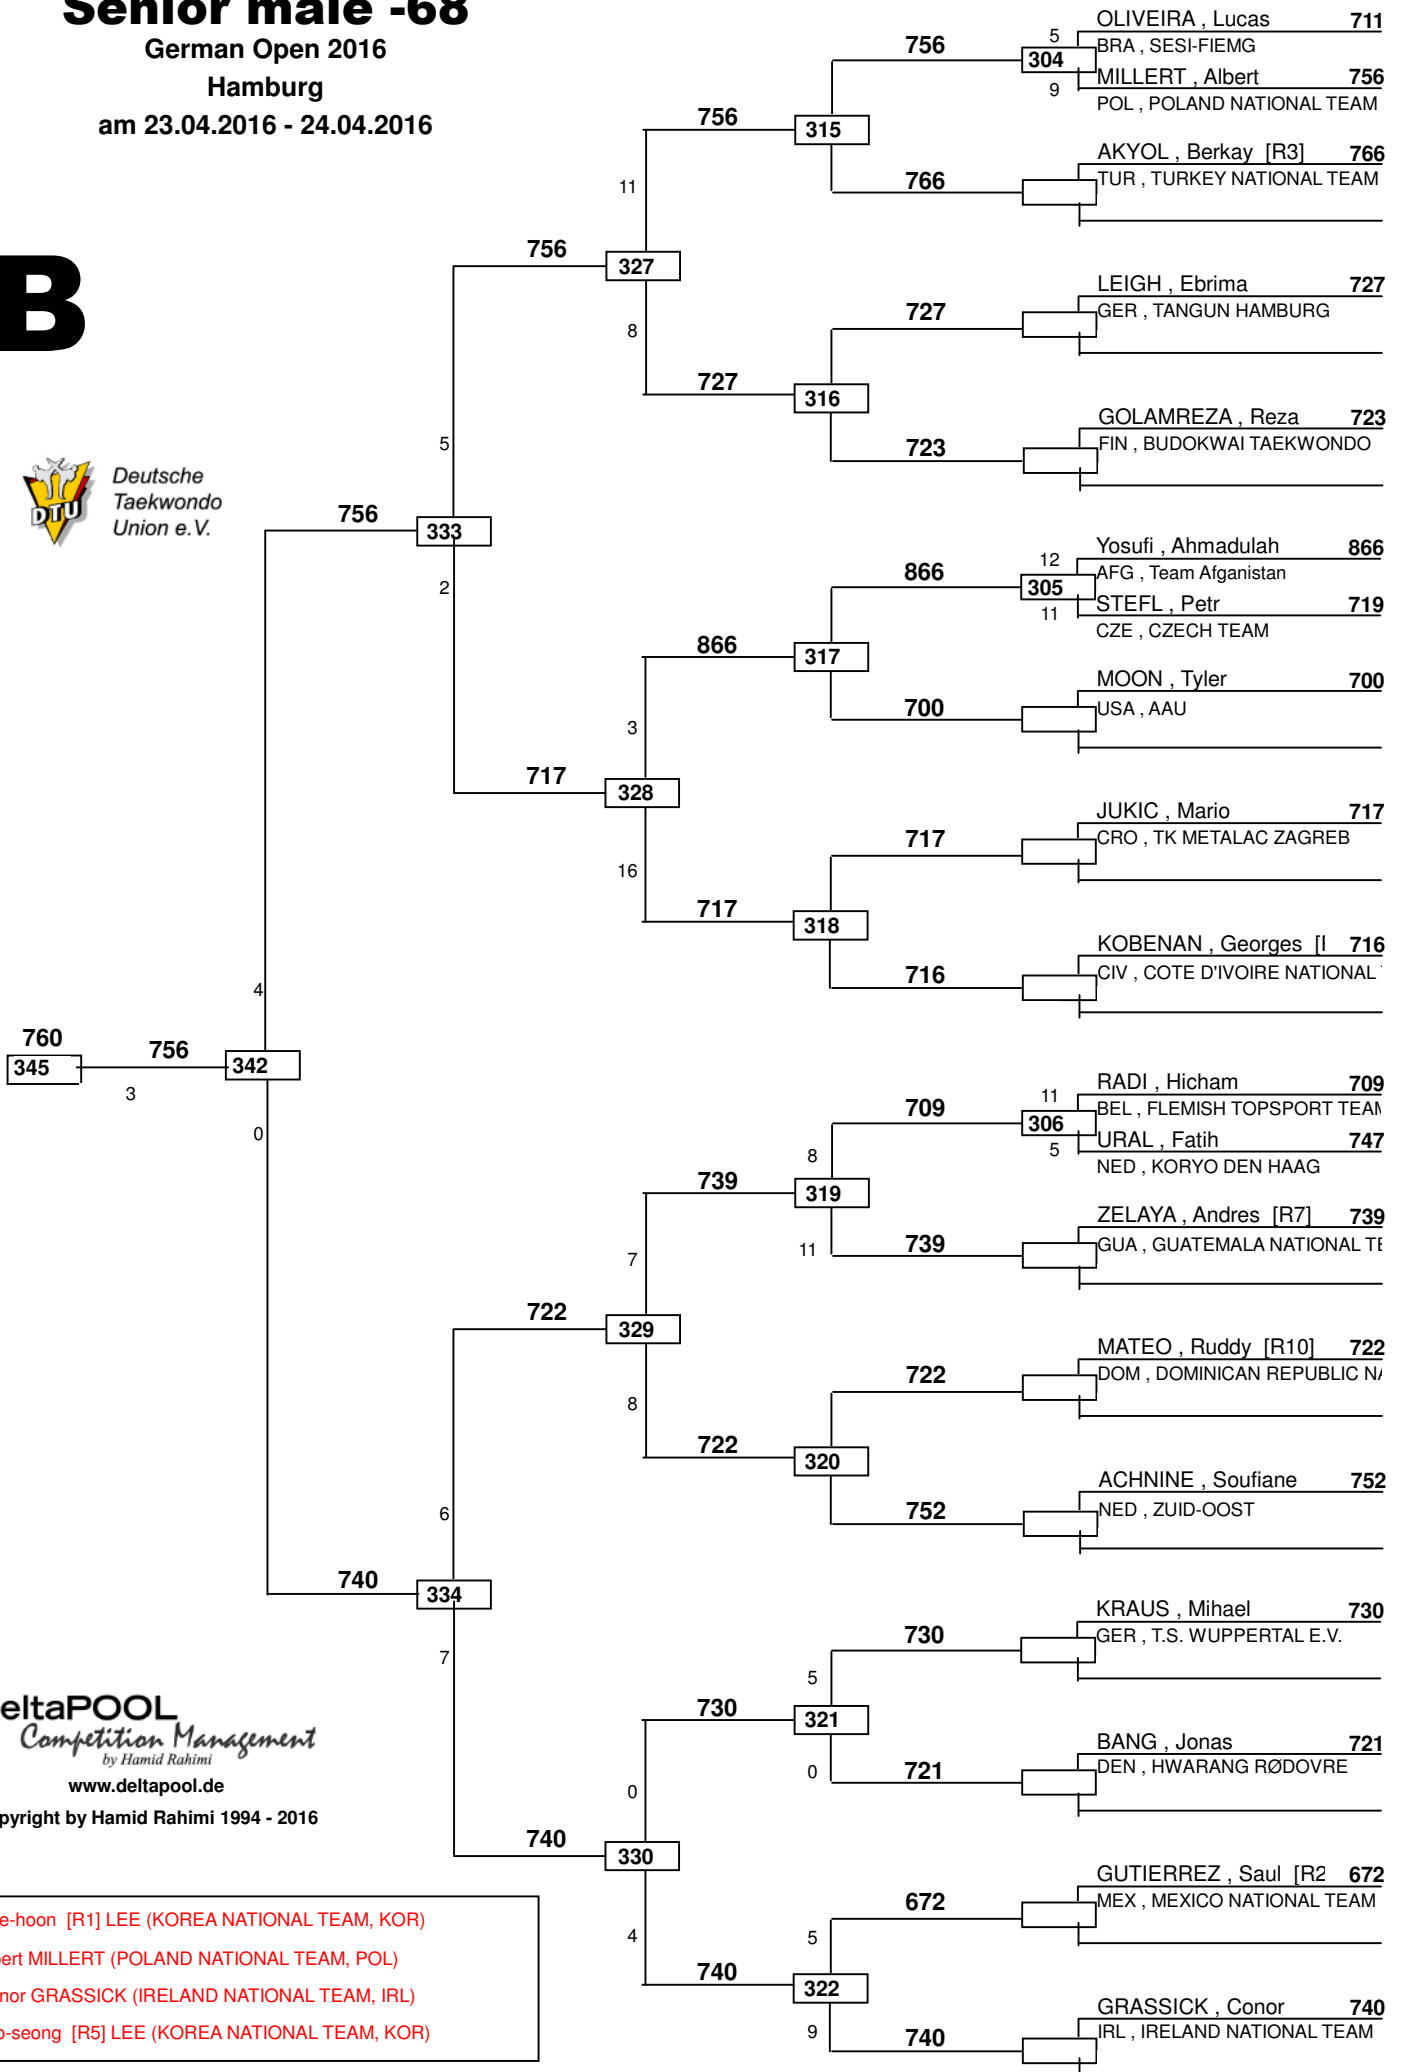 Senior male -68
German Open 2016
Hamburg
am 23.04.2016 - 24.04.2016
B
DTU
Deutsche
Taekwondo
Union e.V.
OLIVEIRA , Lucas 711
5
BRA , SESI-FIEMG
756
304
MILLERT , Albert 756
9
POL , POLAND NATIONAL TEAM
756
315
AKYOL , Berkay [R3] 766
TUR , TURKEY NATIONAL TEAM
766
11
756
327
8
LEIGH , Ebrima 727
GER , TANGUN HAMBURG
727
727
316
GOLAMREZA , Reza 723
FIN , BUDOKWAI TAEKWONDO
723
5
756
333
2
Yosufi , Ahmadulah 866
12
AFG , Team Afganistan
866
305
STEFL , Petr 719
11
CZE , CZECH TEAM
866
317
MOON , Tyler 700
USA , AAU
700
3
717
328
16
JUKIC , Mario 717
CRO , TK METALAC ZAGREB
717
717
318
KOBENAN , Georges [ 716
CIV , COTE D'IVOIRE NATIONAL
716
4
760
345
756
3
342
0
RADI , Hicham 709
11
BEL , FLEMISH TOPSPORT TEAM
709
306
URAL , Fatih 747
5
NED , KORYO DEN HAAG
8
739
319
11
ZELAYA , Andres [R7] 739
GUA , GUATEMALA NATIONAL TE
739
7
722
329
8
MATEO , Ruddy [R10] 722
DOM , DOMINICAN REPUBLIC NA
722
722
320
ACHNINE , Soufiane 752
NED , ZUID-OOST
752
6
740
334
7
KRAUS , Mihael 730
GER , T.S. WUPPERTAL E.V.
730
5
730
321
0
BANG , Jonas 721
DEN , HWARANG RØDOVRE
721
0
740
330
4
GUTIERREZ , Saul [R2 672
MEX , MEXICO NATIONAL TEAM
672
5
740
322
9
GRASSICK , Conor 740
IRL , IRELAND NATIONAL TEAM
740
eltaPOOL
Competition Management
by Hamid Rahimi
www.deltapool.de
pyright by Hamid Rahimi 1994 - 2016
e-hoon [R1] LEE (KOREA NATIONAL TEAM, KOR)
ert MILLERT (POLAND NATIONAL TEAM, POL)
nor GRASSICK (IRELAND NATIONAL TEAM, IRL)
o-seong [R5] LEE (KOREA NATIONAL TEAM, KOR)